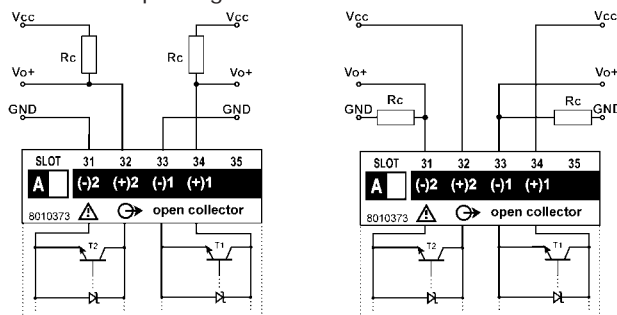 Vcc Vcc
Rc Rc
Vo+ Vo+
GND GND
SLOT 31 32 33 34 35
A (-)2 (+)2 (-)1 (+)1
8010373 open collector
T2 T1
Vcc Vcc
Vo+ Vo+
Rc Rc
GND GND
SLOT 31 32 33 34 35
A (-)2 (+)2 (-)1 (+)1
8010373 open collector
T2 T1